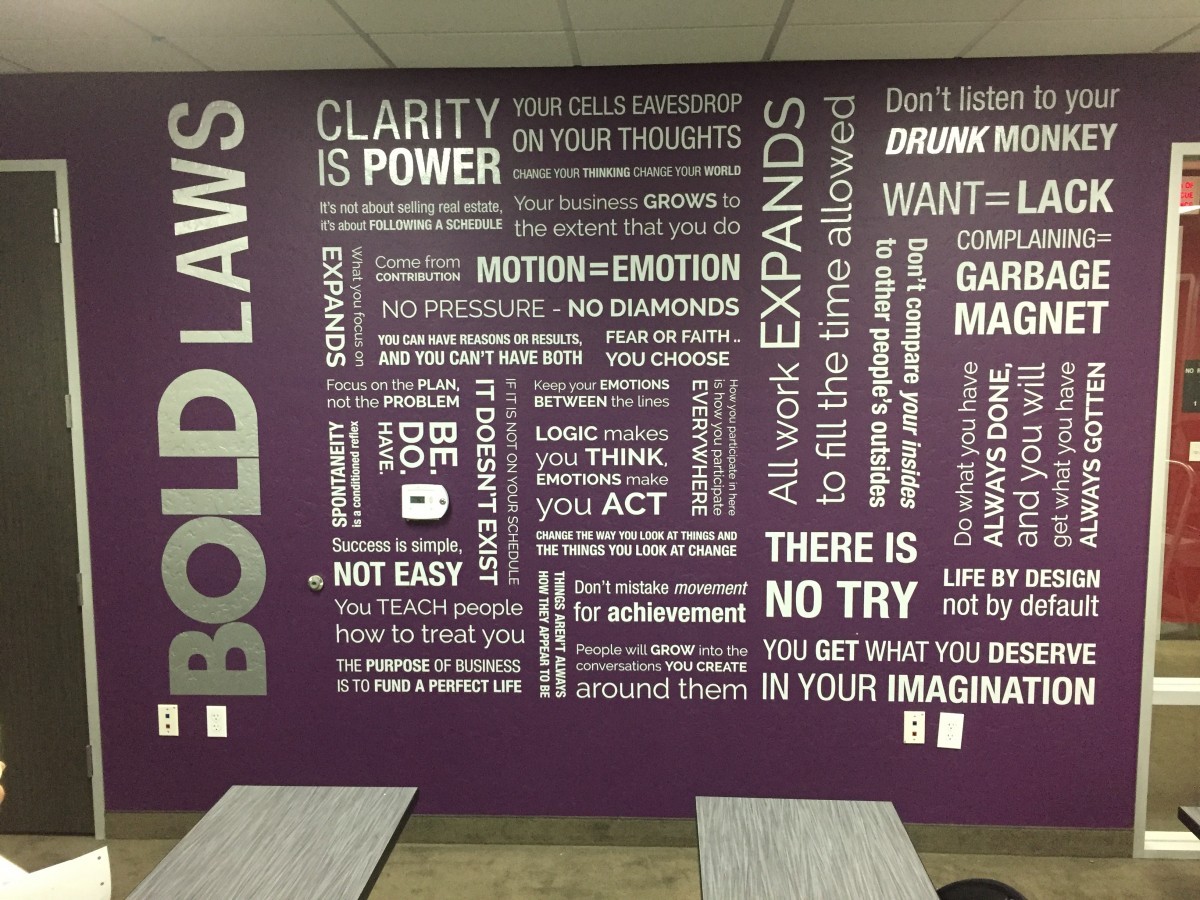 BOLD LAWS
CLARITY
IS POWER
YOUR CELLS EAVESDROP
ON YOUR THOUGHTS
CHANGE YOUR THINKING CHANGE YOUR WORLD
It's not about selling real estate,
it's about FOLLOWING A SCHEDULE
Your business GROWS to
the extent that you do
What you focus on
EXPANDS
Come from
CONTRIBUTION
MOTION=EMOTION
NO PRESSURE - NO DIAMONDS
YOU CAN HAVE REASONS OR RESULTS,
AND YOU CAN'T HAVE BOTH
FEAR OR FAITH ..
YOU CHOOSE
Focus on the PLAN,
not the PROBLEM
SPONTANEITY
is a conditioned reflex
BE.
DO.
HAVE.
IF IT IS NOT ON YOUR SCHEDULE
IT DOESN'T EXIST
Keep your EMOTIONS
BETWEEN the lines
LOGIC makes
you THINK,
EMOTIONS make
you ACT
How you participate in here
is how you participate
EVERYWHERE
CHANGE THE WAY YOU LOOK AT THINGS AND
THE THINGS YOU LOOK AT CHANGE
Success is simple,
NOT EASY
You TEACH people
how to treat you
THE PURPOSE OF BUSINESS
IS TO FUND A PERFECT LIFE
THINGS AREN'T ALWAYS
HOW THEY APPEAR TO BE
Don't mistake movement
for achievement
People will GROW into the
conversations YOU CREATE
around them
All work EXPANDS
to fill the time allowed
Don't listen to your
DRUNK MONKEY
WANT=LACK
Don't compare your insides
to other people's outsides
COMPLAINING=
GARBAGE
MAGNET
Do what you have
ALWAYS DONE,
and you will
get what you have
ALWAYS GOTTEN
THERE IS
NO TRY
LIFE BY DESIGN
not by default
YOU GET WHAT YOU DESERVE
IN YOUR IMAGINATION